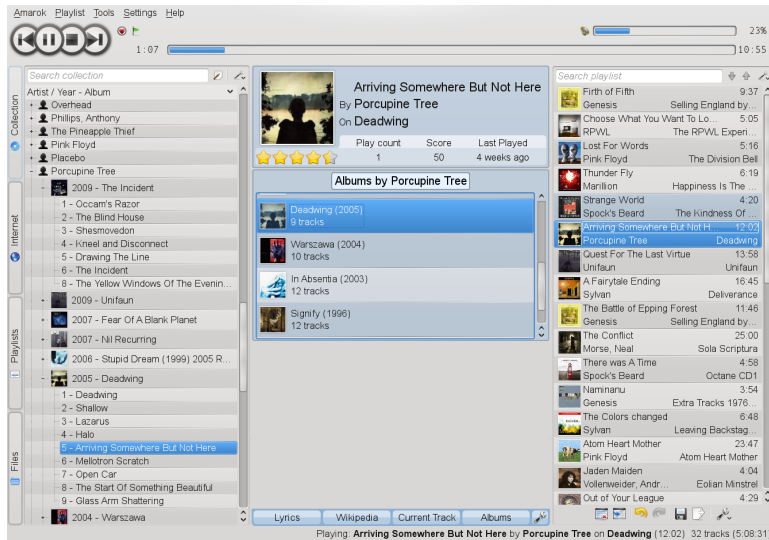 Amarok Playlist Tools Settings Help
1:07
23%
10:55
Collection
Internet
Playlists
Files
Search collection
Artist / Year - Album
Overhead
Phillips, Anthony
The Pineapple Thief
Pink Floyd
Placebo
Porcupine Tree
2009 - The Incident
1 - Occam's Razor
2 - The Blind House
3 - Shesmovedon
4 - Kneel and Disconnect
5 - Drawing The Line
6 - The Incident
8 - The Yellow Windows Of The Evenin...
2009 - Unifaun
2007 - Fear Of A Blank Planet
2007 - Nil Recurring
2006 - Stupid Dream (1999) 2005 R...
2005 - Deadwing
1 - Deadwing
2 - Shallow
3 - Lazarus
4 - Halo
5 - Arriving Somewhere But Not Here
6 - Mellotron Scratch
7 - Open Car
8 - The Start Of Something Beautiful
9 - Glass Arm Shattering
2004 - Warszawa
Arriving Somewhere But Not Here
By Porcupine Tree
On Deadwing
Play count Score Last Played
1 50 4 weeks ago
Albums by Porcupine Tree
Deadwing (2005)
9 tracks
Warszawa (2004)
10 tracks
In Absentia (2003)
12 tracks
Signify (1996)
12 tracks
Lyrics Wikipedia Current Track Albums
Search playlist
Firth of Fifth 9:37
Genesis Selling England by...
Choose What You Want To Lo... 5:05
RPWL The RPWL Experi...
Lost For Words 5:16
Pink Floyd The Division Bell
Thunder Fly 6:19
Marillion Happiness Is The ...
Strange World 4:20
Spock's Beard The Kindness Of ...
Arriving Somewhere But Not H... 12:02
Porcupine Tree Deadwing
Quest For The Last Virtue 13:58
Unifaun Unifaun
A Fairytale Ending 16:45
Sylvan Deliverance
The Battle of Epping Forest 11:46
Genesis Selling England by...
The Conflict 25:00
Morse, Neal Sola Scriptura
There was A Time 4:58
Spock's Beard Octane CD1
Naminanu 3:54
Genesis Extra Tracks 1976...
The Colors changed 6:48
Sylvan Leaving Backstag...
Atom Heart Mother 23:47
Pink Floyd Atom Heart Mother
Jaden Maiden 4:04
Vollenweider, Andr... Eolian Minstrel
Out of Your League 4:29
Playing: Arriving Somewhere But Not Here by Porcupine Tree on Deadwing (12:02) 32 tracks (5:08:31)